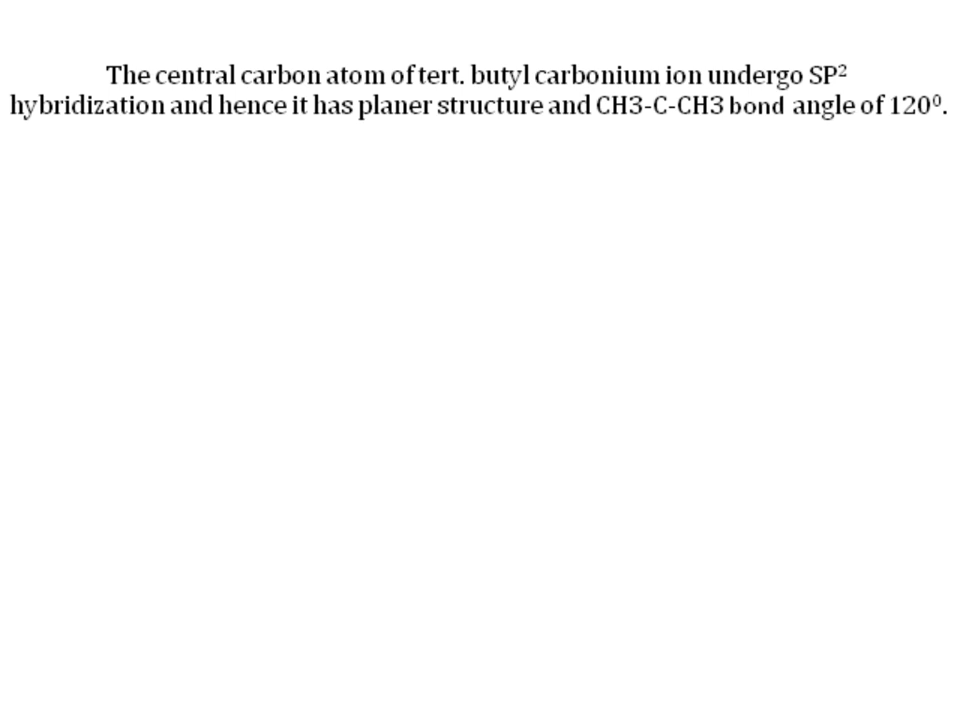 The central carbon atom of tert. butyl carbonium ion undergo SP²
hybridization and hence it has planer structure and CH3-C-CH3 bond angle of 120⁰.